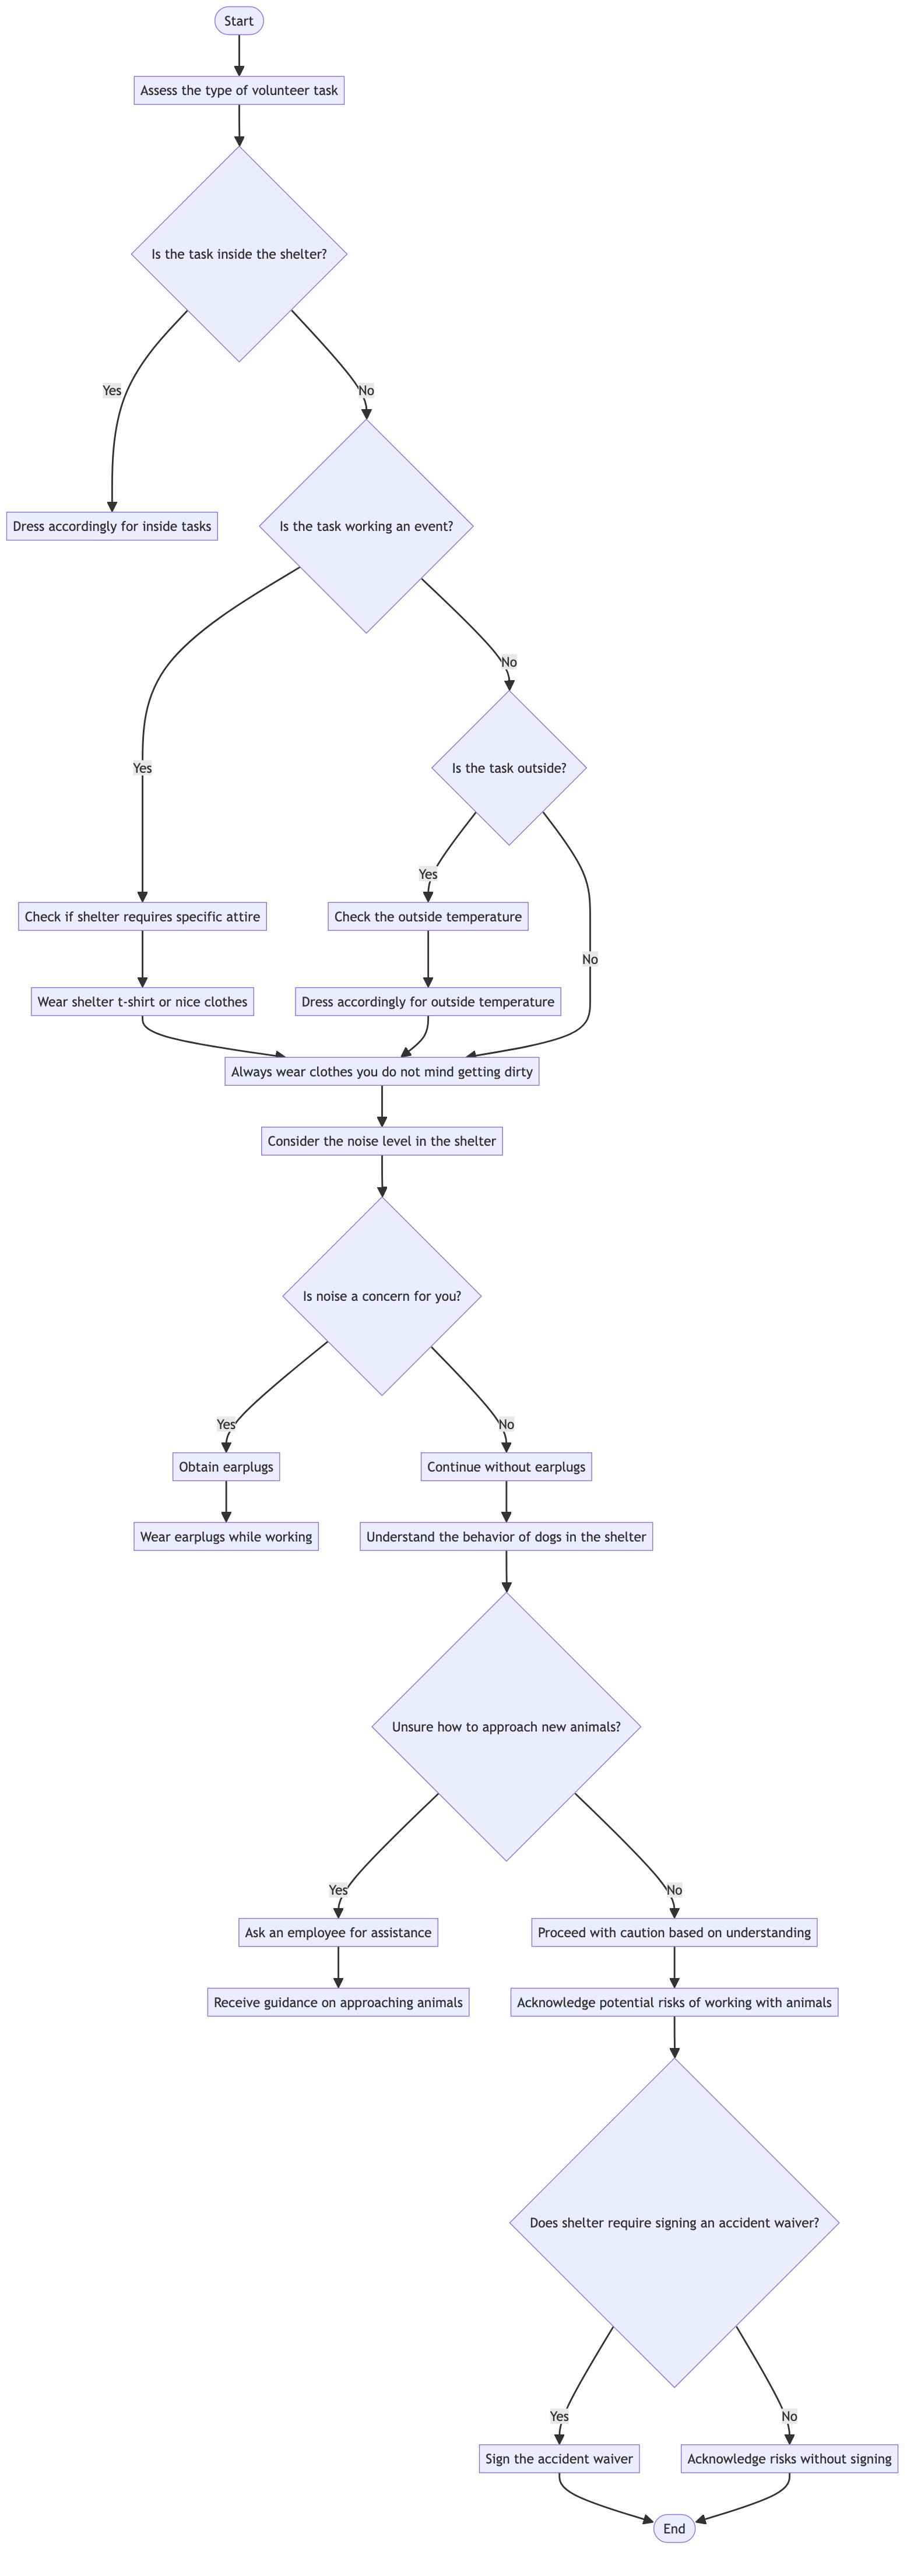 Start
Assess the type of volunteer task
Is the task inside the shelter?
Yes
No
Dress accordingly for inside tasks
Is the task working an event?
No
Is the task outside?
Yes
Yes
No
Check if shelter requires specific attire
Check the outside temperature
Wear shelter t-shirt or nice clothes
Dress accordingly for outside temperature
Always wear clothes you do not mind getting dirty
Consider the noise level in the shelter
Is noise a concern for you?
Yes
No
Obtain earplugs
Continue without earplugs
Wear earplugs while working
Understand the behavior of dogs in the shelter
Unsure how to approach new animals?
Yes
No
Ask an employee for assistance
Proceed with caution based on understanding
Receive guidance on approaching animals
Acknowledge potential risks of working with animals
Does shelter require signing an accident waiver?
Yes
No
Sign the accident waiver
Acknowledge risks without signing
End